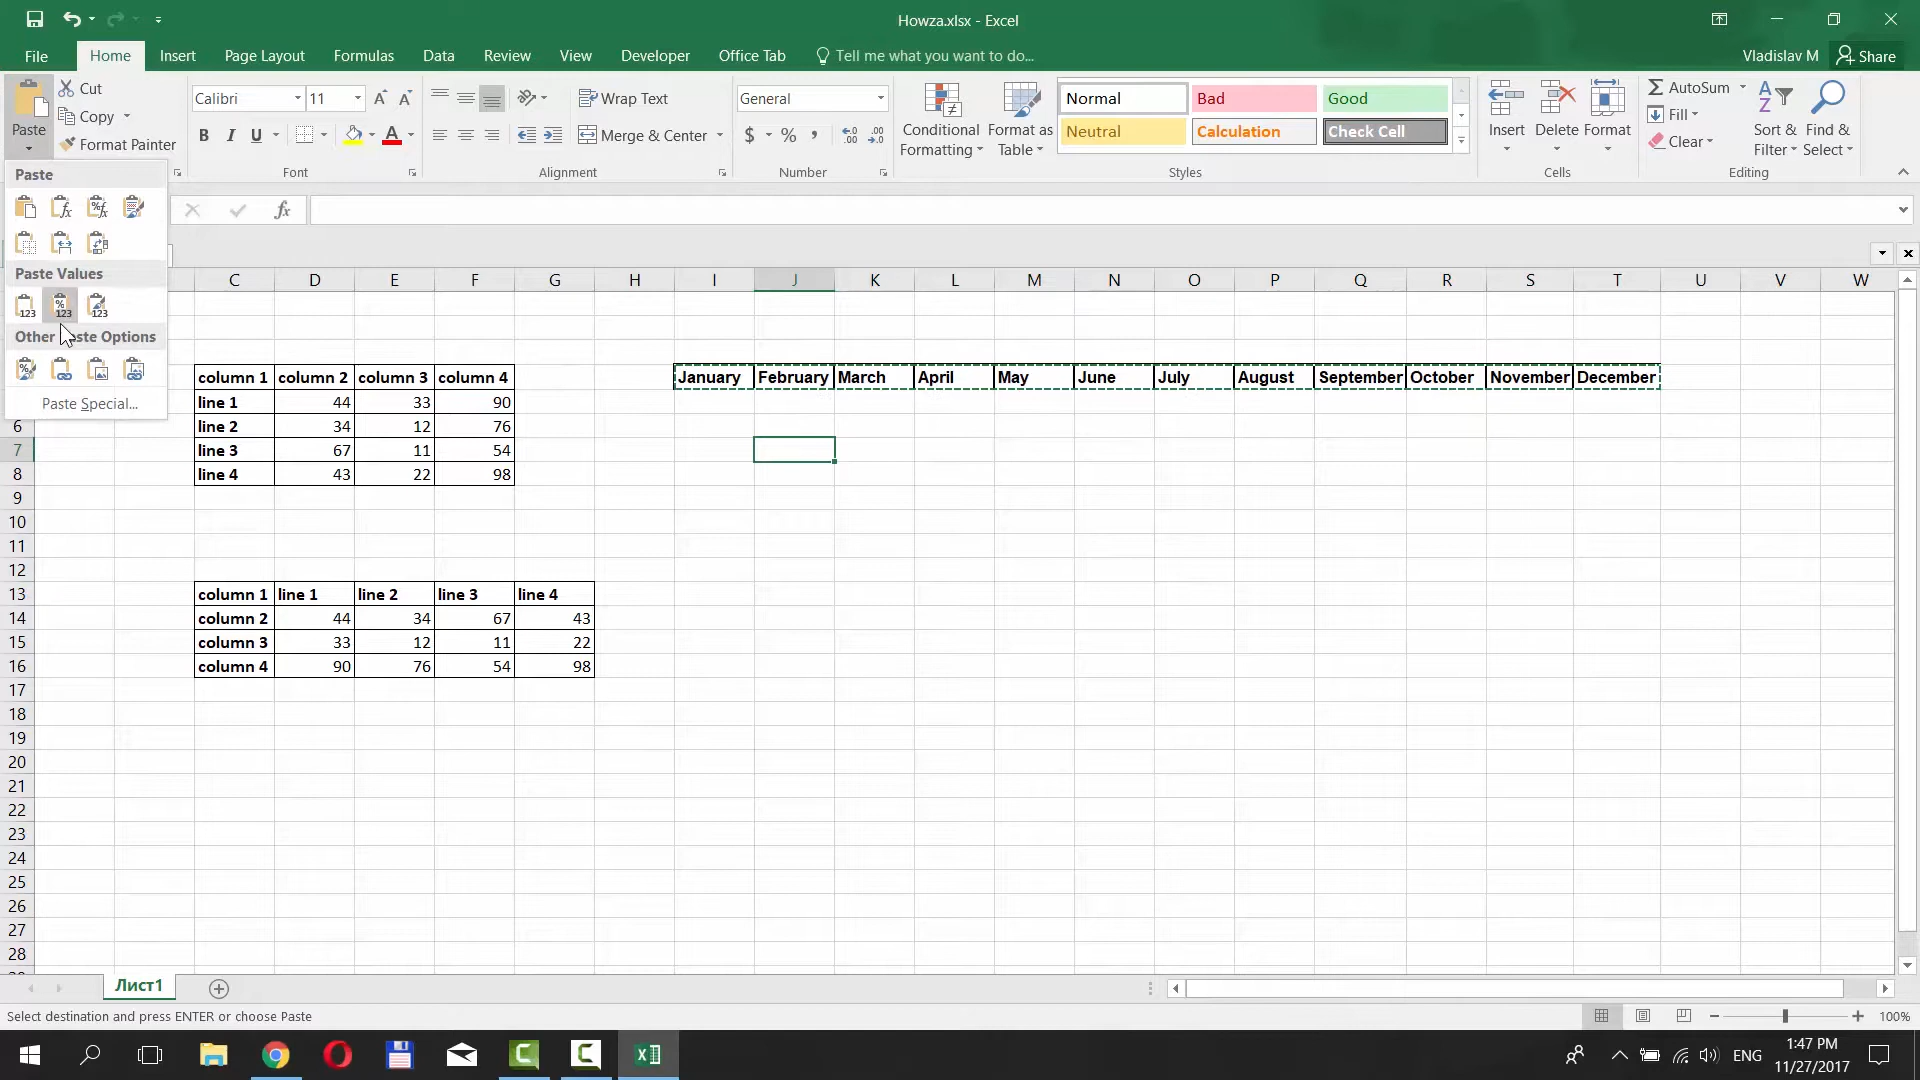 Howza.xlsx - Excel
File Home Insert Page Layout Formulas Data Review View Developer Office Tab Tell me what you want to do... Vladislav M Share
Paste
Cut
Copy
Format Painter
Calibri 11
B I U
Font
Wrap Text
Merge & Center
Alignment
General
$ % ,
Number
Conditional Formatting
Format as Table
Normal Bad Good
Neutral Calculation Check Cell
Styles
Insert Delete Format
Cells
AutoSum
Fill
Clear
Sort & Filter
Find & Select
Editing
Paste
Paste Values
Other Paste Options
Paste Special...
fx
C D E F G H I J K L M N O P Q R S T U V W
column 1 column 2 column 3 column 4 January February March April May June July August September October November December
line 1 44 33 90
6 line 2 34 12 76
7 line 3 67 11 54
8 line 4 43 22 98
9
10
11
12
13 column 1 line 1 line 2 line 3 line 4
14 column 2 44 34 67 43
15 column 3 33 12 11 22
16 column 4 90 76 54 98
17
18
19
20
21
22
23
24
25
26
27
28
Лист1
Select destination and press ENTER or choose Paste 100%
ENG 1:47 PM
11/27/2017